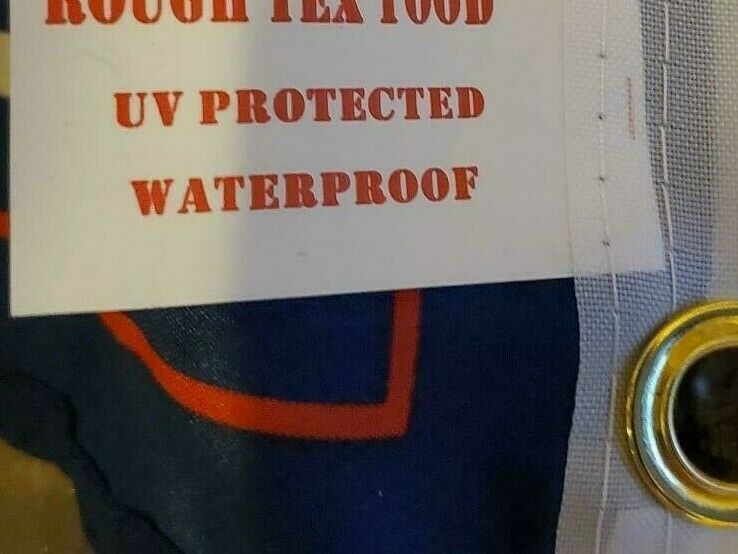 ROUGH TEX 100D
UV PROTECTED
WATERPROOF